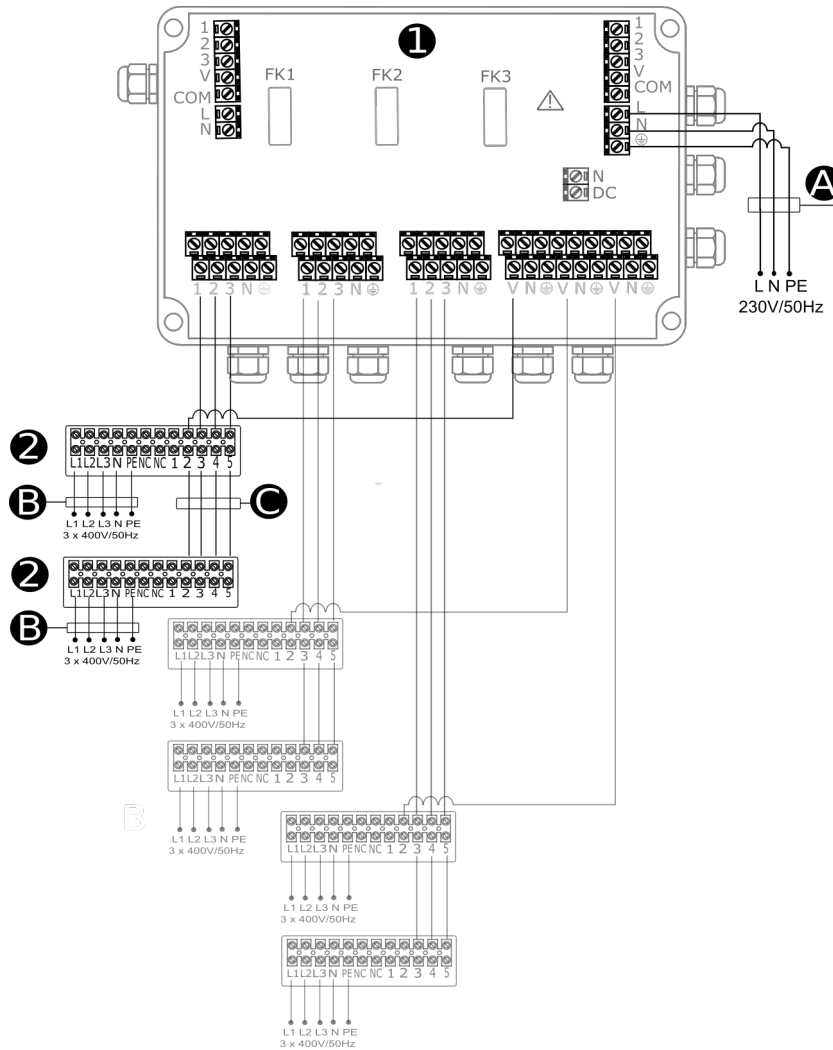 1
1
1
2
2
3
3
V
V
COM
COM
L
L
N
N
FK1 FK2 FK3
N
DC
A
L N PE
230V/50Hz
1 2 3 N
1 2 3 N
1 2 3 N
V N V N V N
2
L1 L2 L3 N PE NC NC 1 2 3 4 5
B
C
L1 L2 L3 N PE
3 x 400V/50Hz
2
L1 L2 L3 N PE NC NC 1 2 3 4 5
B
L1 L2 L3 N PE
3 x 400V/50Hz
L1 L2 L3 N PE NC NC 1 2 3 4 5
L1 L2 L3 N PE
3 x 400V/50Hz
L1 L2 L3 N PE NC NC 1 2 3 4 5
B
L1 L2 L3 N PE
3 x 400V/50Hz
L1 L2 L3 N PE NC NC 1 2 3 4 5
L1 L2 L3 N PE
3 x 400V/50Hz
L1 L2 L3 N PE NC NC 1 2 3 4 5
L1 L2 L3 N PE
3 x 400V/50Hz